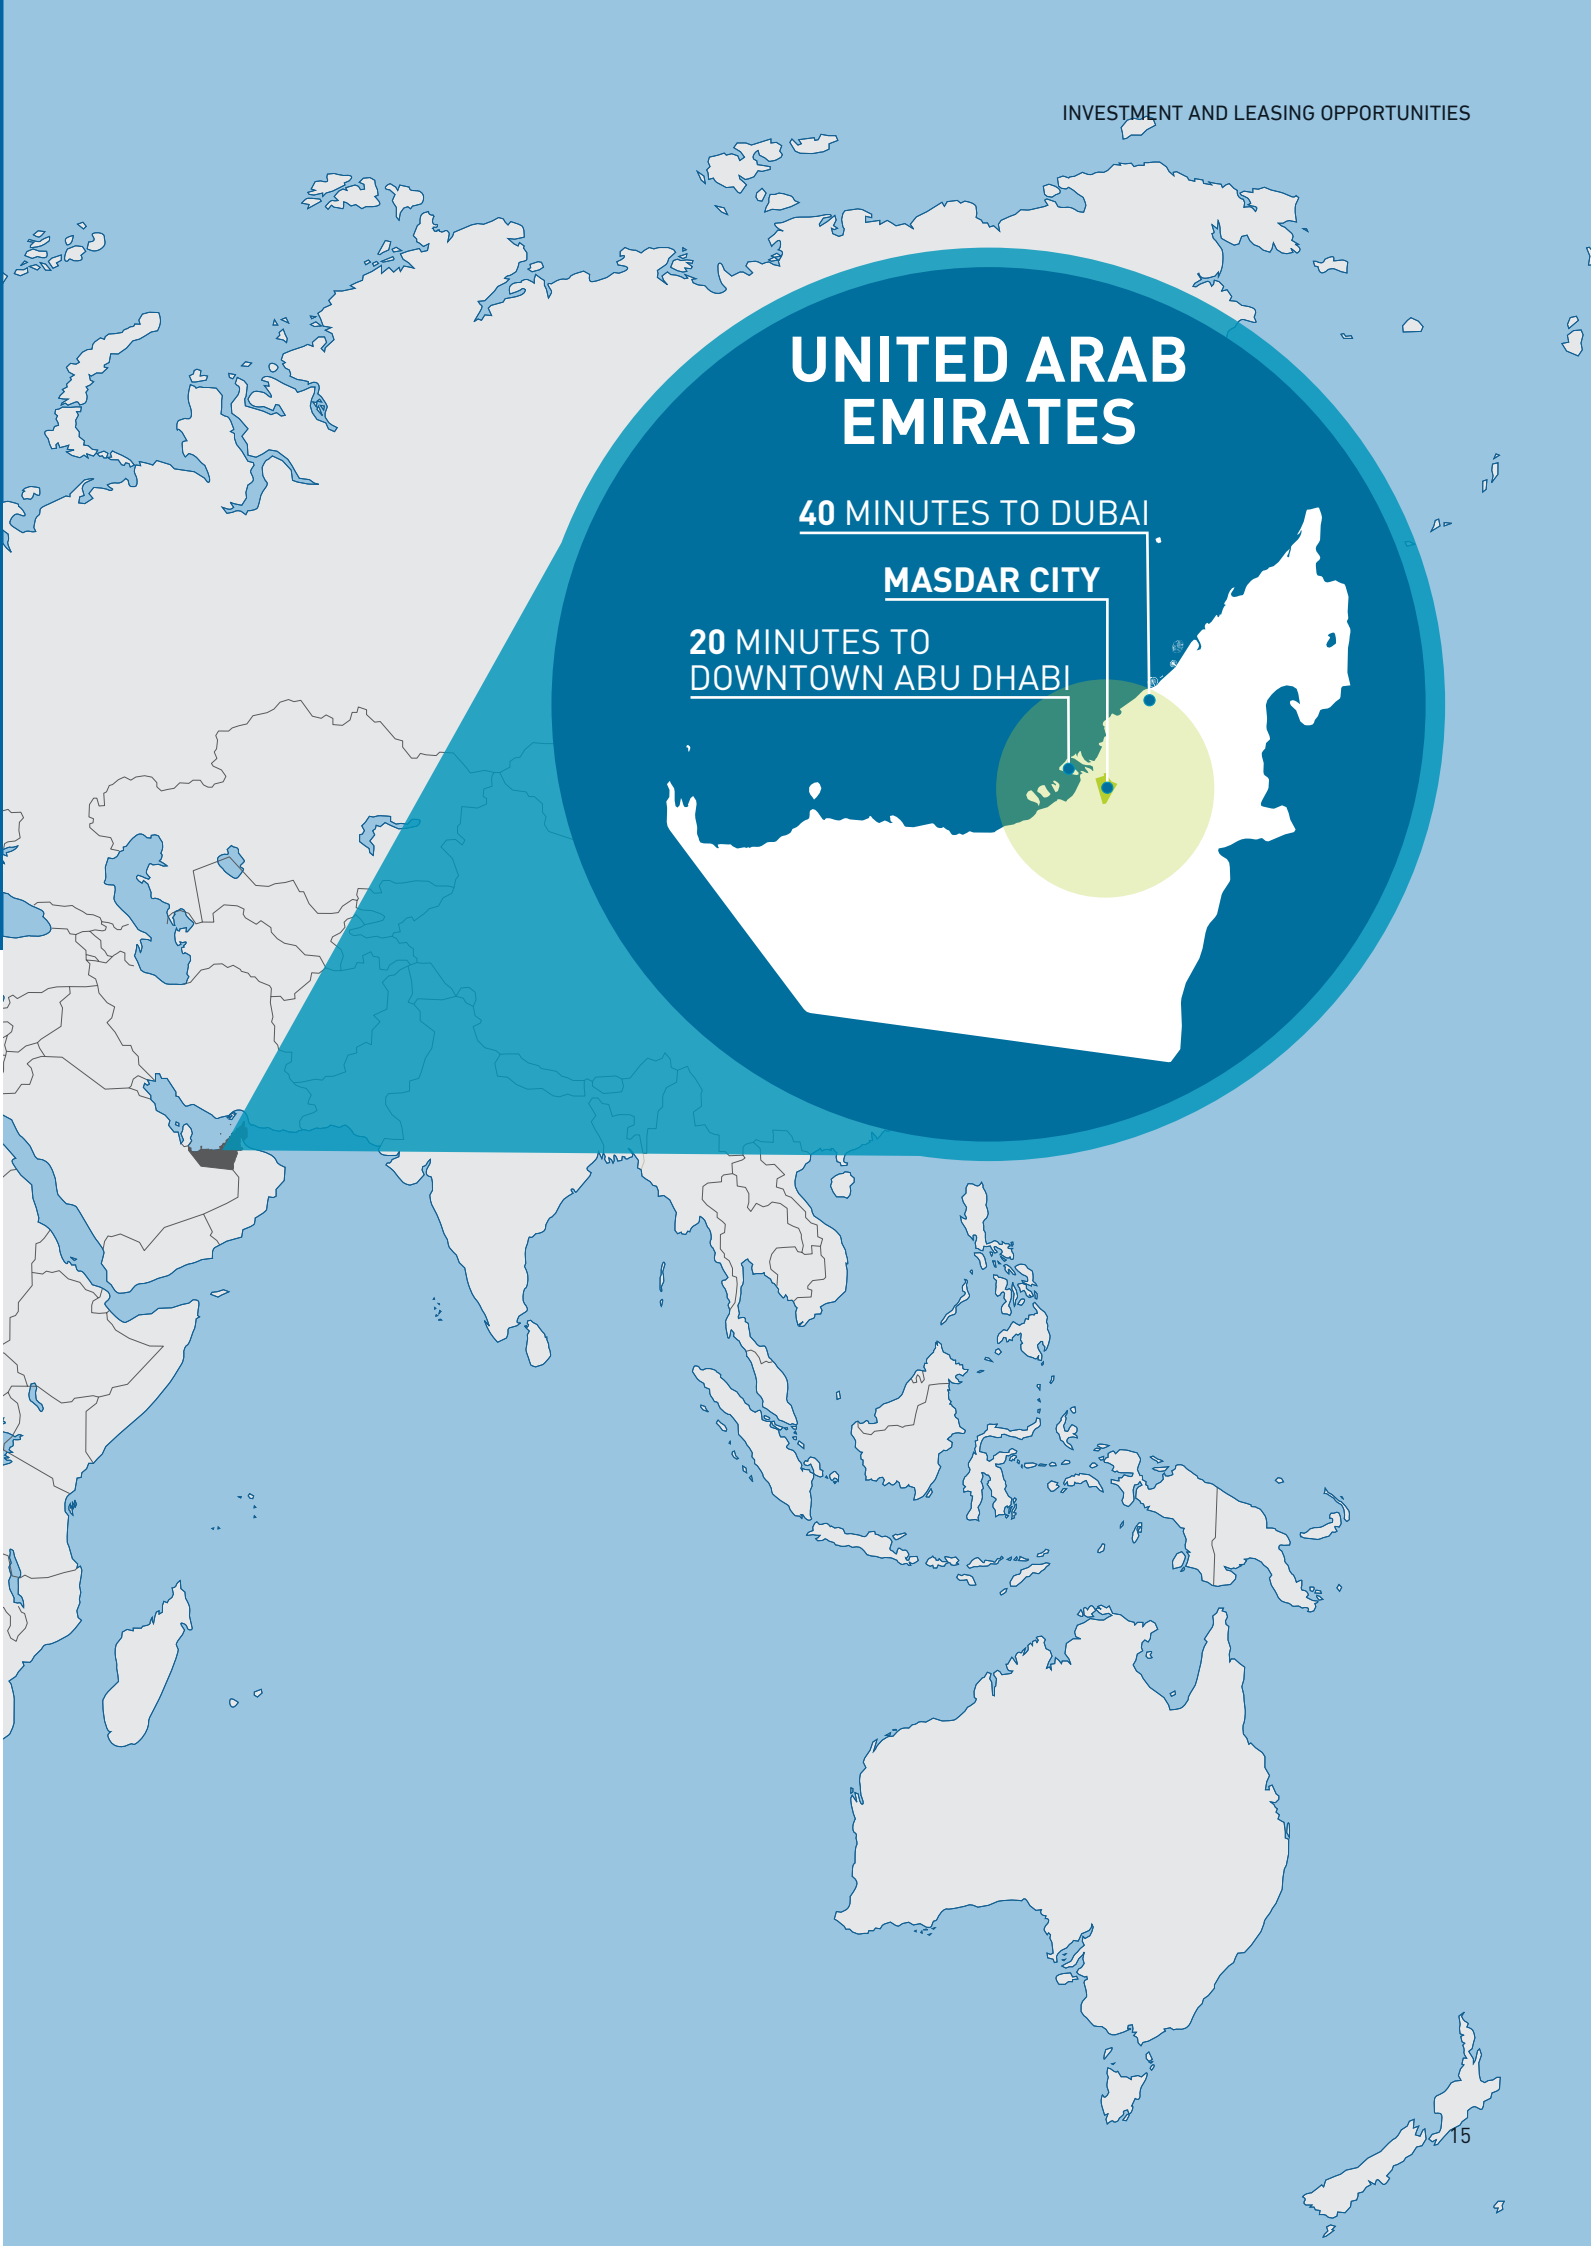 INVESTMENT AND LEASING OPPORTUNITIES
UNITED ARAB
EMIRATES
40 MINUTES TO DUBAI
MASDAR CITY
20 MINUTES TO
DOWNTOWN ABU DHABI
15